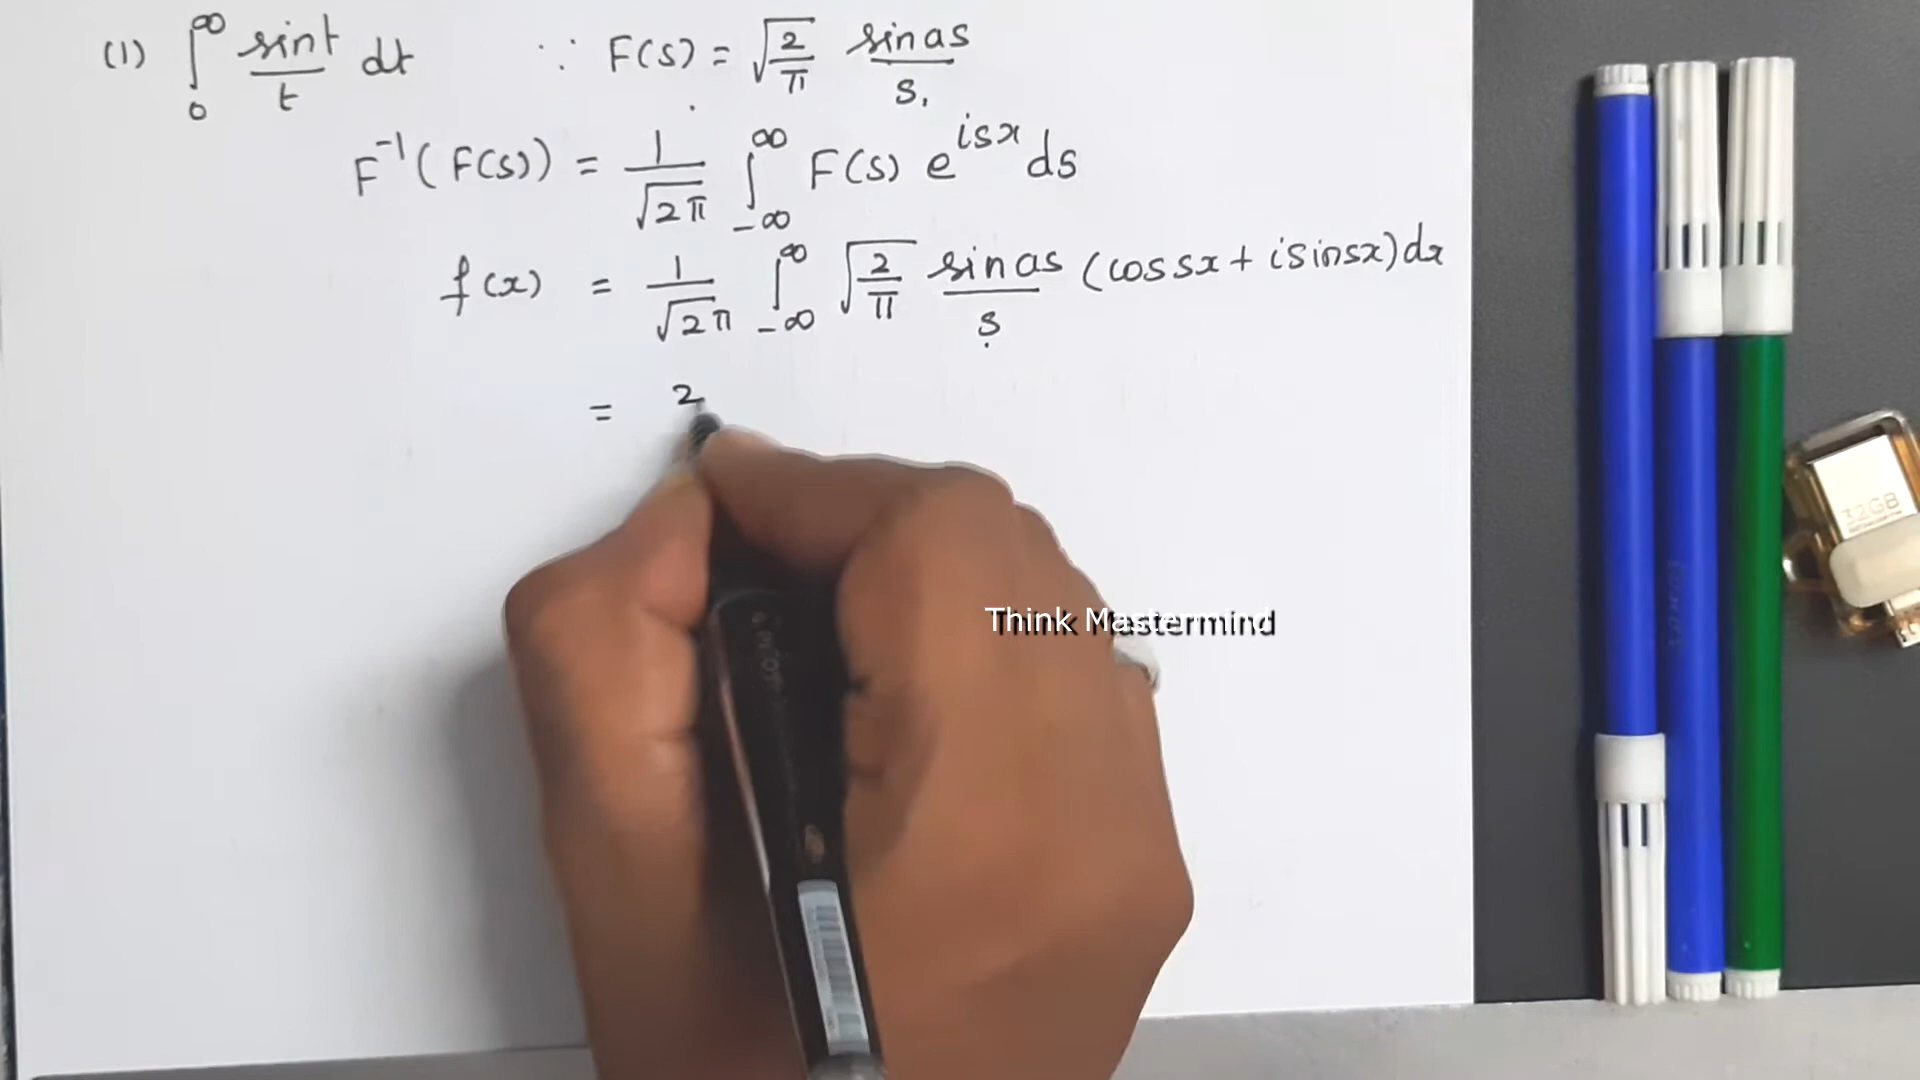 (1) ∫₀^∞ sint/t dt ∵ F(s) = √(2/π) sinas/s,
F⁻¹(F(s)) = 1/√2π ∫₋∞^∞ F(s) e^isx ds
f(x) = 1/√2π ∫₋∞^∞ √(2/π) sinas/s (cossx + isinsx)dx
= 2
32GB
Think Mastermind